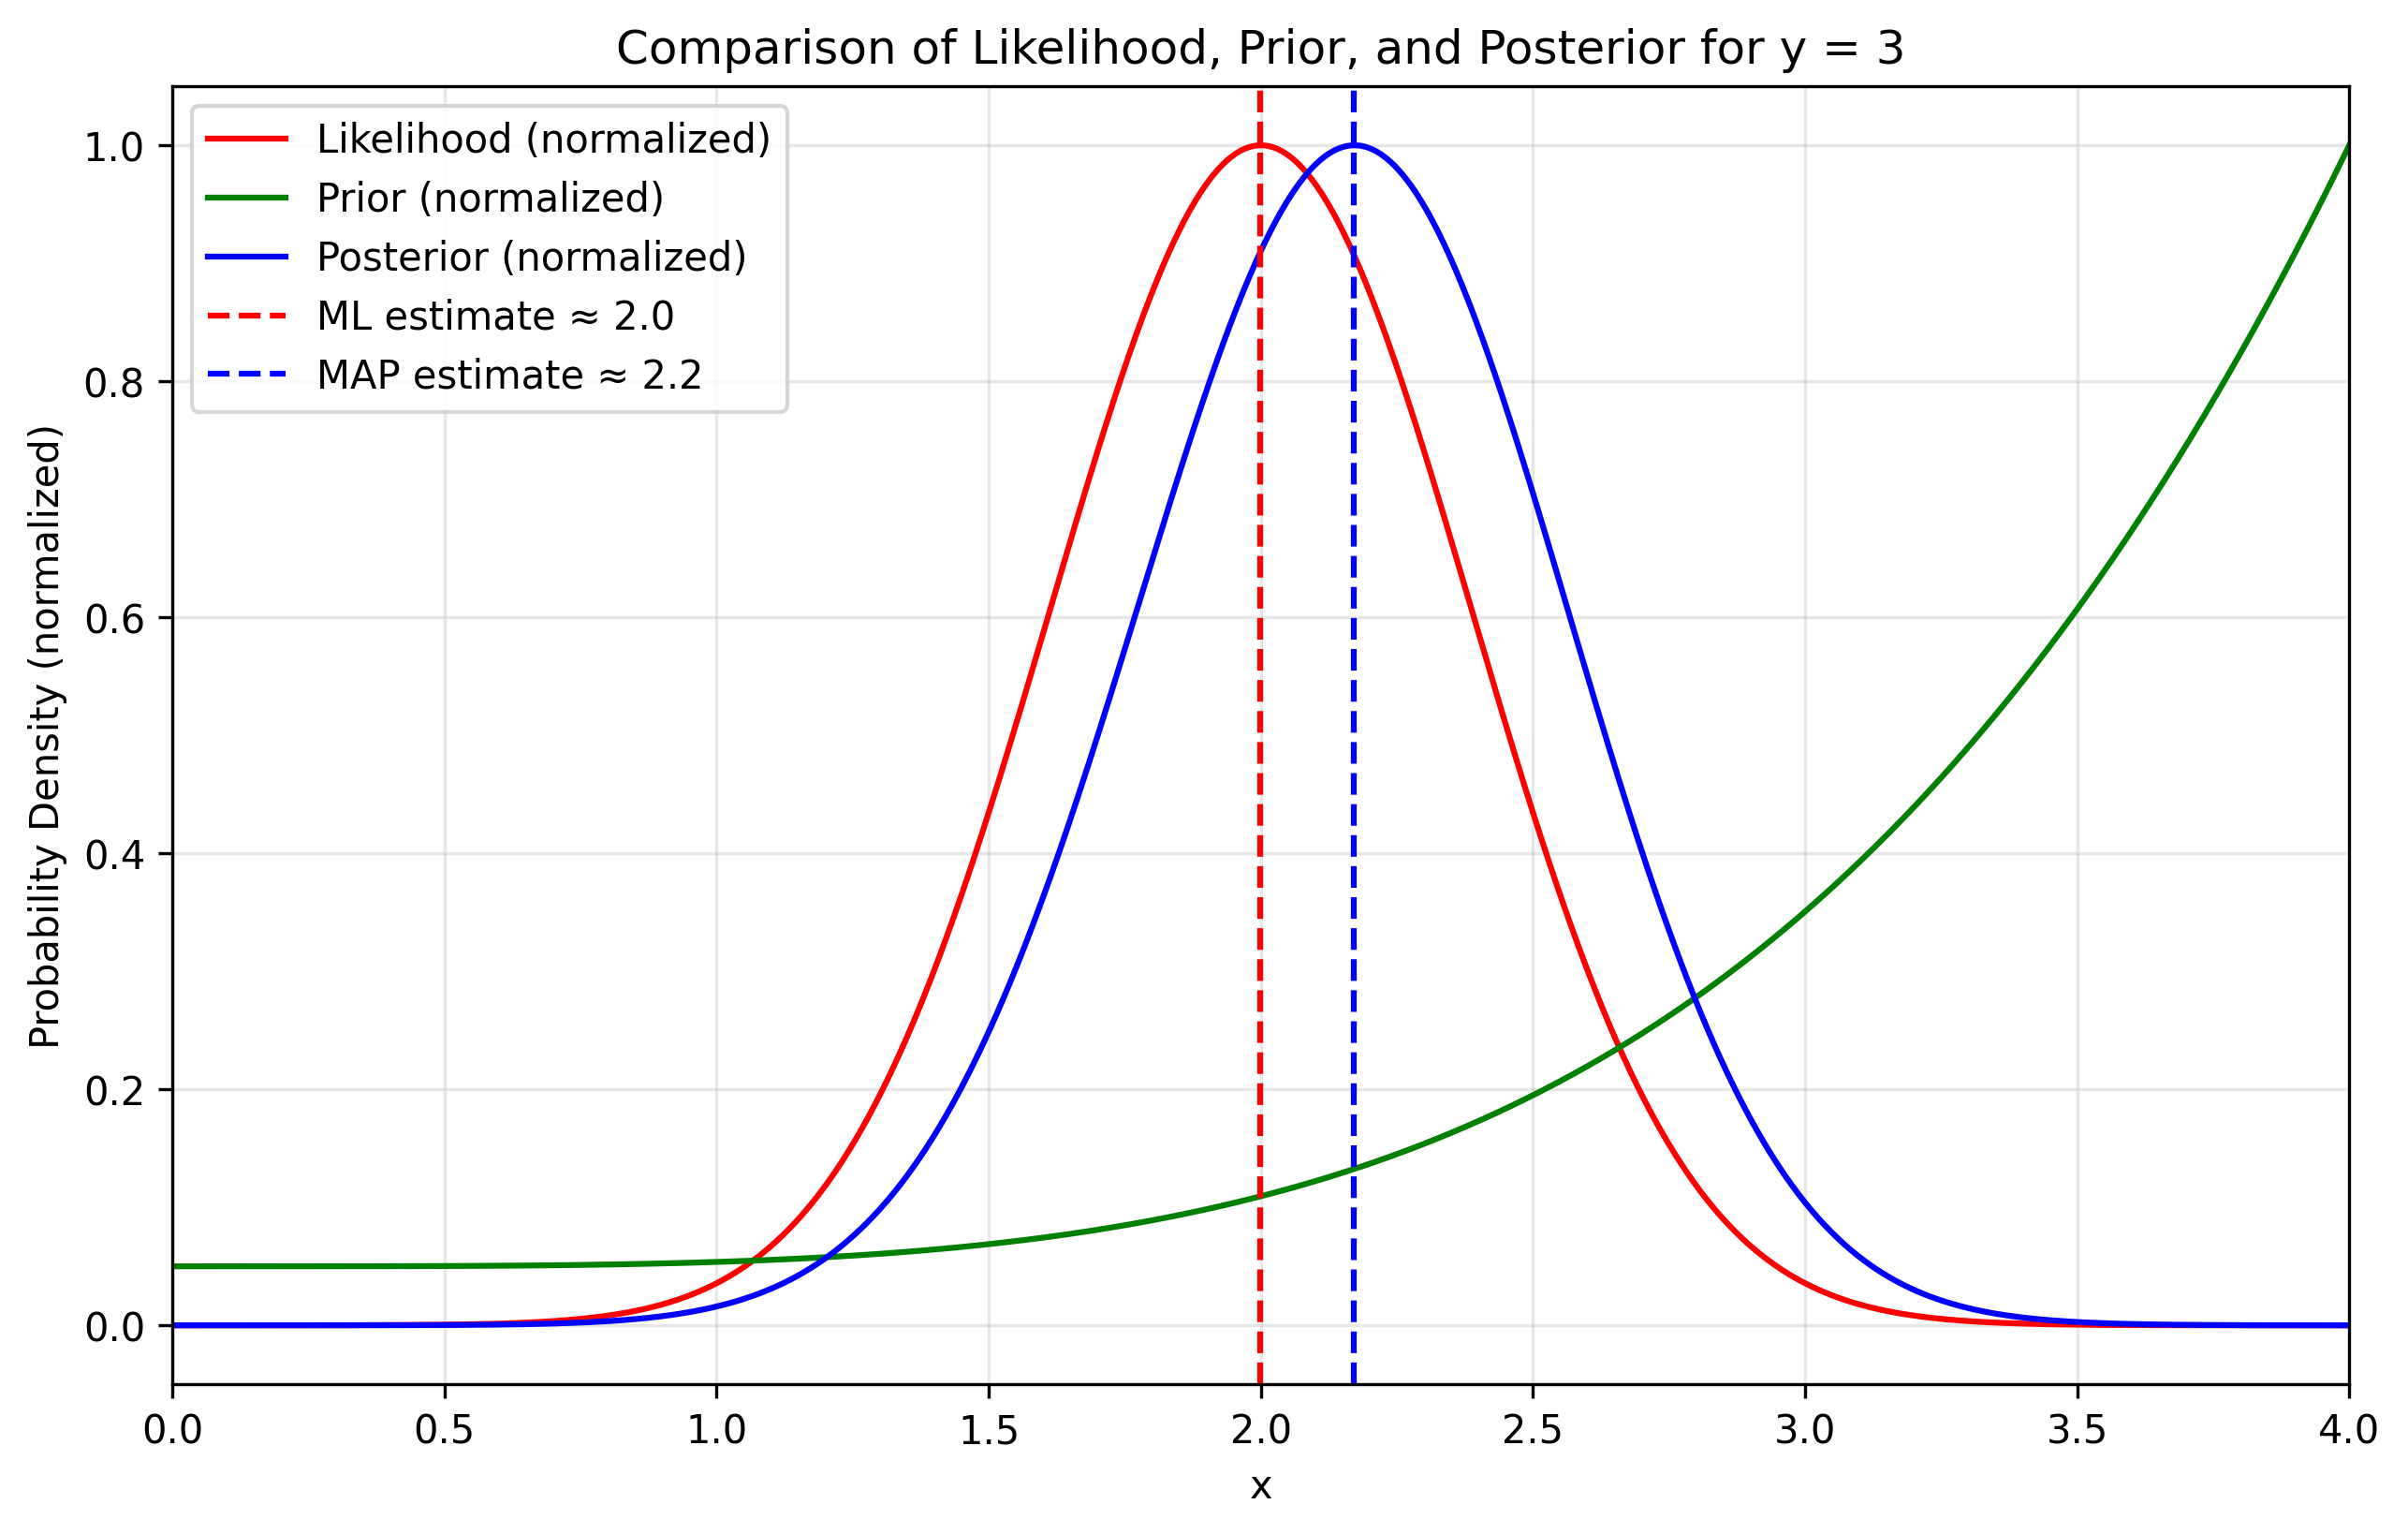 Comparison of Likelihood, Prior, and Posterior for y = 3
Likelihood (normalized)
Prior (normalized)
Posterior (normalized)
ML estimate ≈ 2.0
MAP estimate ≈ 2.2
Probability Density (normalized)
1.0
0.8
0.6
0.4
0.2
0.0
0.0 0.5 1.0 1.5 2.0 2.5 3.0 3.5 4.0
x